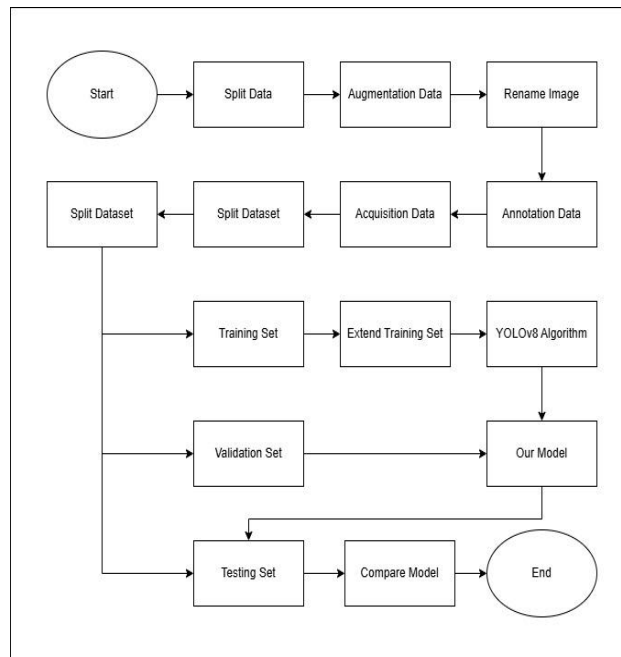 Start
Split Data
Augmentation Data
Rename Image
Split Dataset
Split Dataset
Acquisition Data
Annotation Data
Training Set
Extend Training Set
YOLOv8 Algorithm
Validation Set
Our Model
Testing Set
Compare Model
End